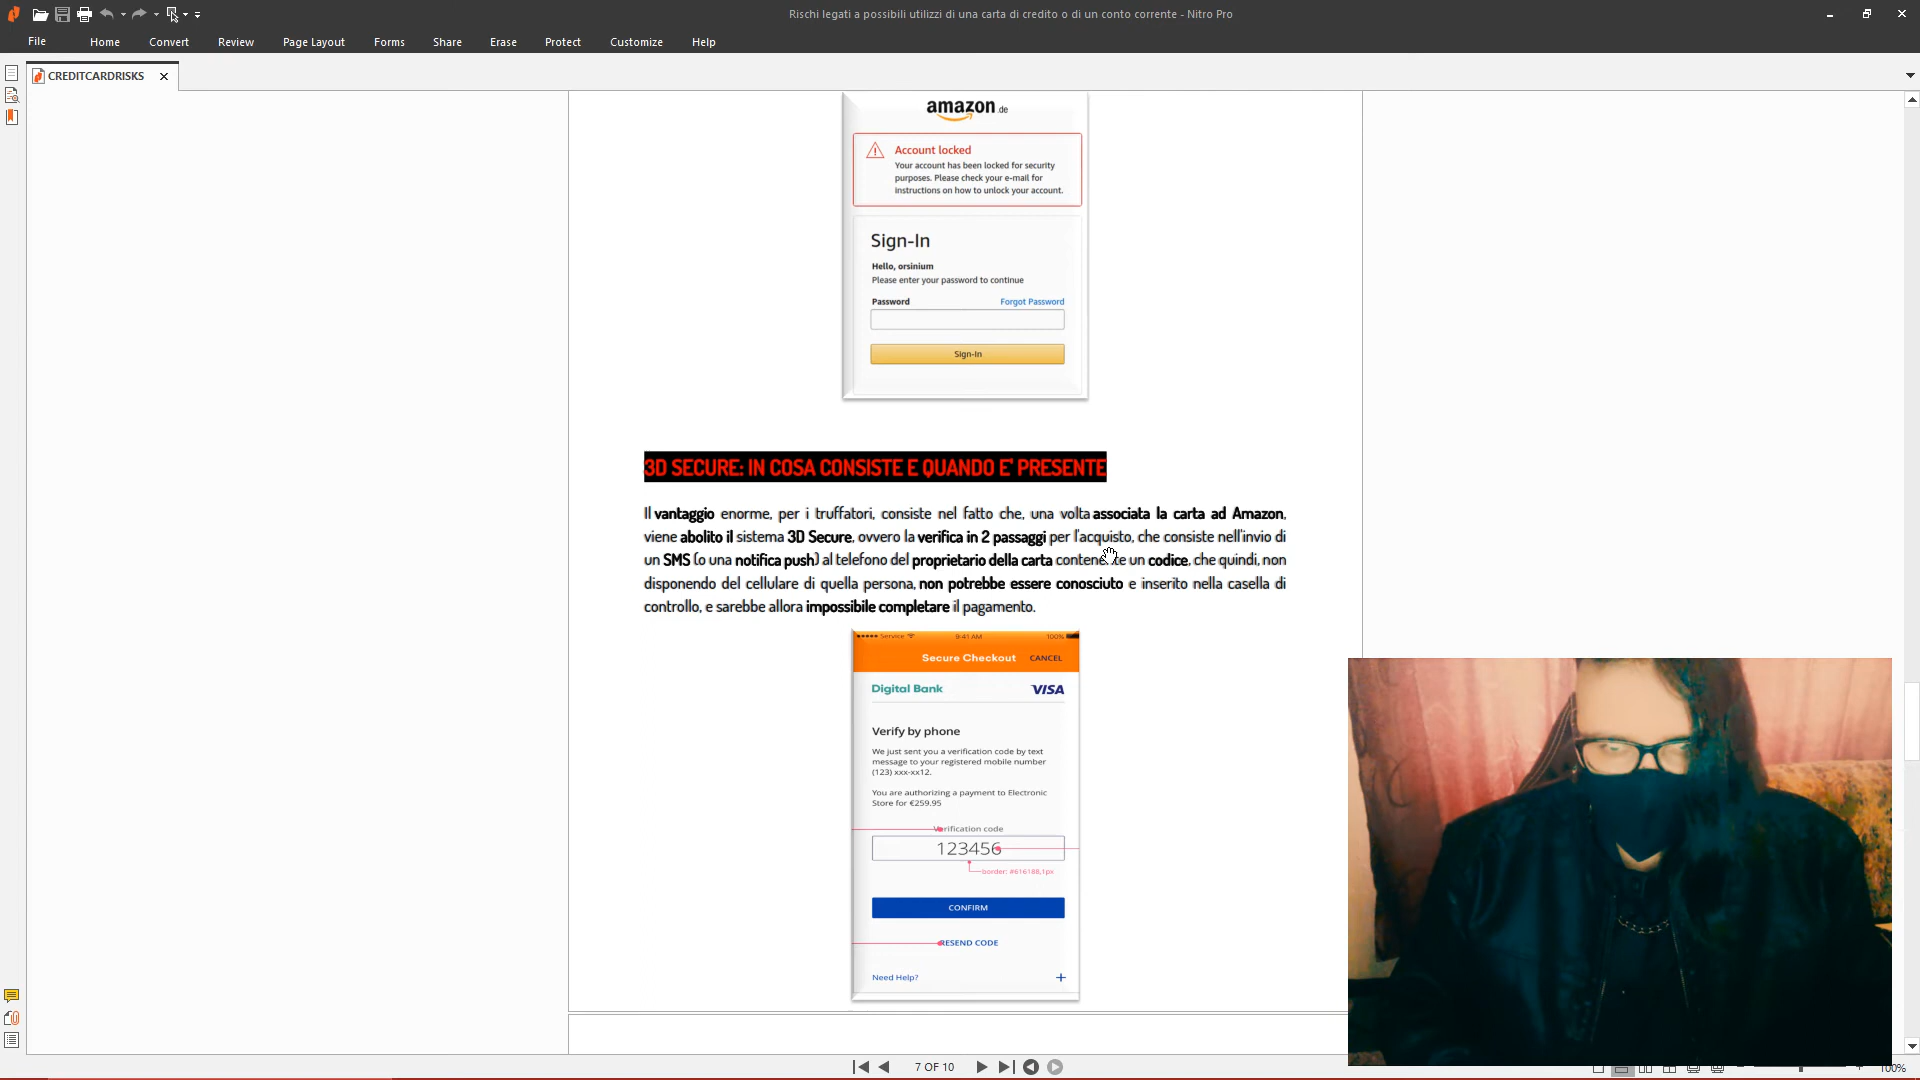 Rischi legati a possibili utilizzi di una carta di credito o di un conto corrente - Nitro Pro
File Home Convert Review Page Layout Forms Share Erase Protect Customize Help
CREDITCARDRISKS
amazon.de
Account locked
Your account has been locked for security
purposes. Please check your e-mail for
instructions on how to unlock your account.
Sign-In
Hello, orsinium
Please enter your password to continue
Password Forgot Password
Sign-In
3D SECURE: IN COSA CONSISTE E QUANDO E' PRESENTE
Il vantaggio enorme, per i truffatori, consiste nel fatto che, una volta associata la carta ad Amazon,
viene abolito il sistema 3D Secure, ovvero la verifica in 2 passaggi per l'acquisto, che consiste nell'invio di
un SMS (o una notifica push) al telefono del proprietario della carta contenente un codice, che quindi, non
disponendo del cellulare di quella persona, non potrebbe essere conosciuto e inserito nella casella di
controllo, e sarebbe allora impossibile completare il pagamento.
Service 9:41 AM 100%
Secure Checkout CANCEL
Digital Bank VISA
Verify by phone
We just sent you a verification code by text
message to your registered mobile number
(123) xxx-xx12.
You are authorizing a payment to Electronic
Store for €259.95
Verification code
123456
border: #616188,1px
CONFIRM
RESEND CODE
Need Help? +
7 OF 10
100%